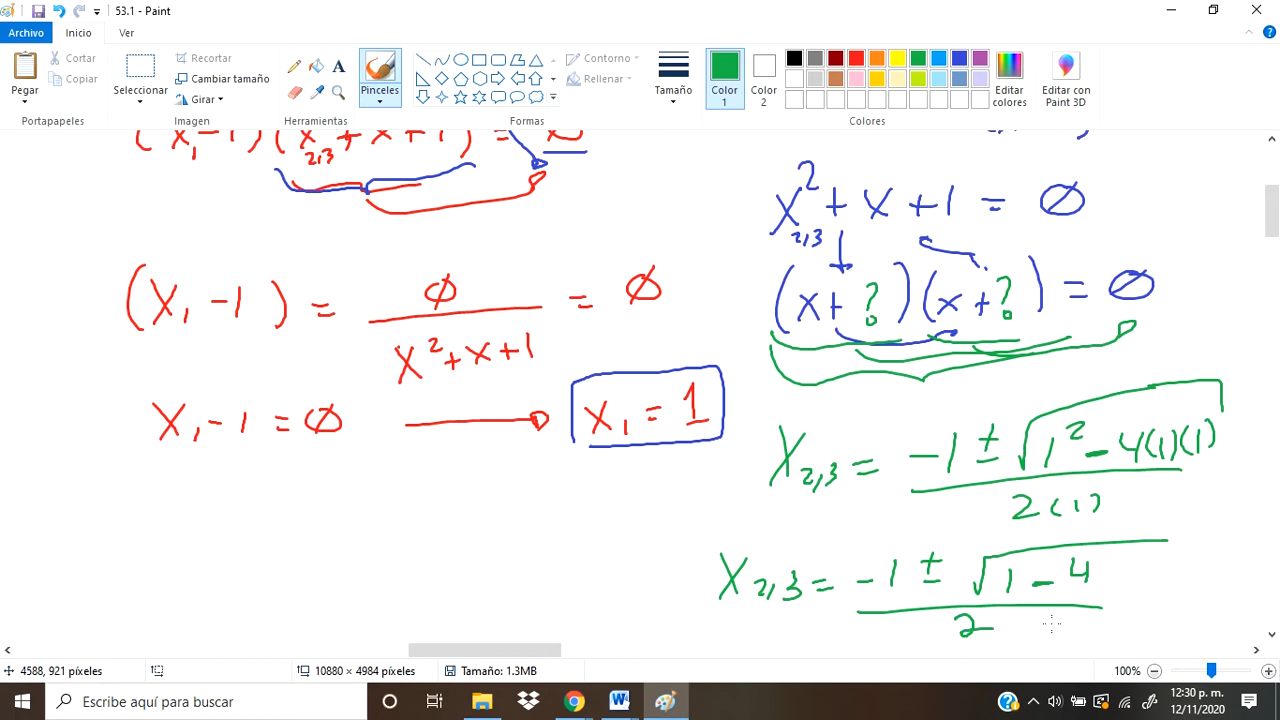 53.1 - Paint
Archivo Inicio Ver
Pegar Cortar Copiar Seleccionar Recortar Cambiar tamaño Girar Pinceles Contorno Rellenar Tamaño Color 1 Color 2 Editar colores Editar con Paint 3D
Portapapeles Imagen Herramientas Formas Colores
x² + x + 1 = ∅
2,3
(x + ?)(x + ?) = ∅
(x₁ - 1) = ∅ / (x² + x + 1) = ∅
x₁ - 1 = ∅ → x₁ = 1
X₂,₃ = -1 ± √(1² - 4(1)(1)) / 2(1)
X₂,₃ = -1 ± √(1 - 4) / 2
4588, 921 píxeles 10880 × 4984 píxeles Tamaño: 1.3MB 100%
Escribe aquí para buscar
12:30 p. m.
12/11/2020